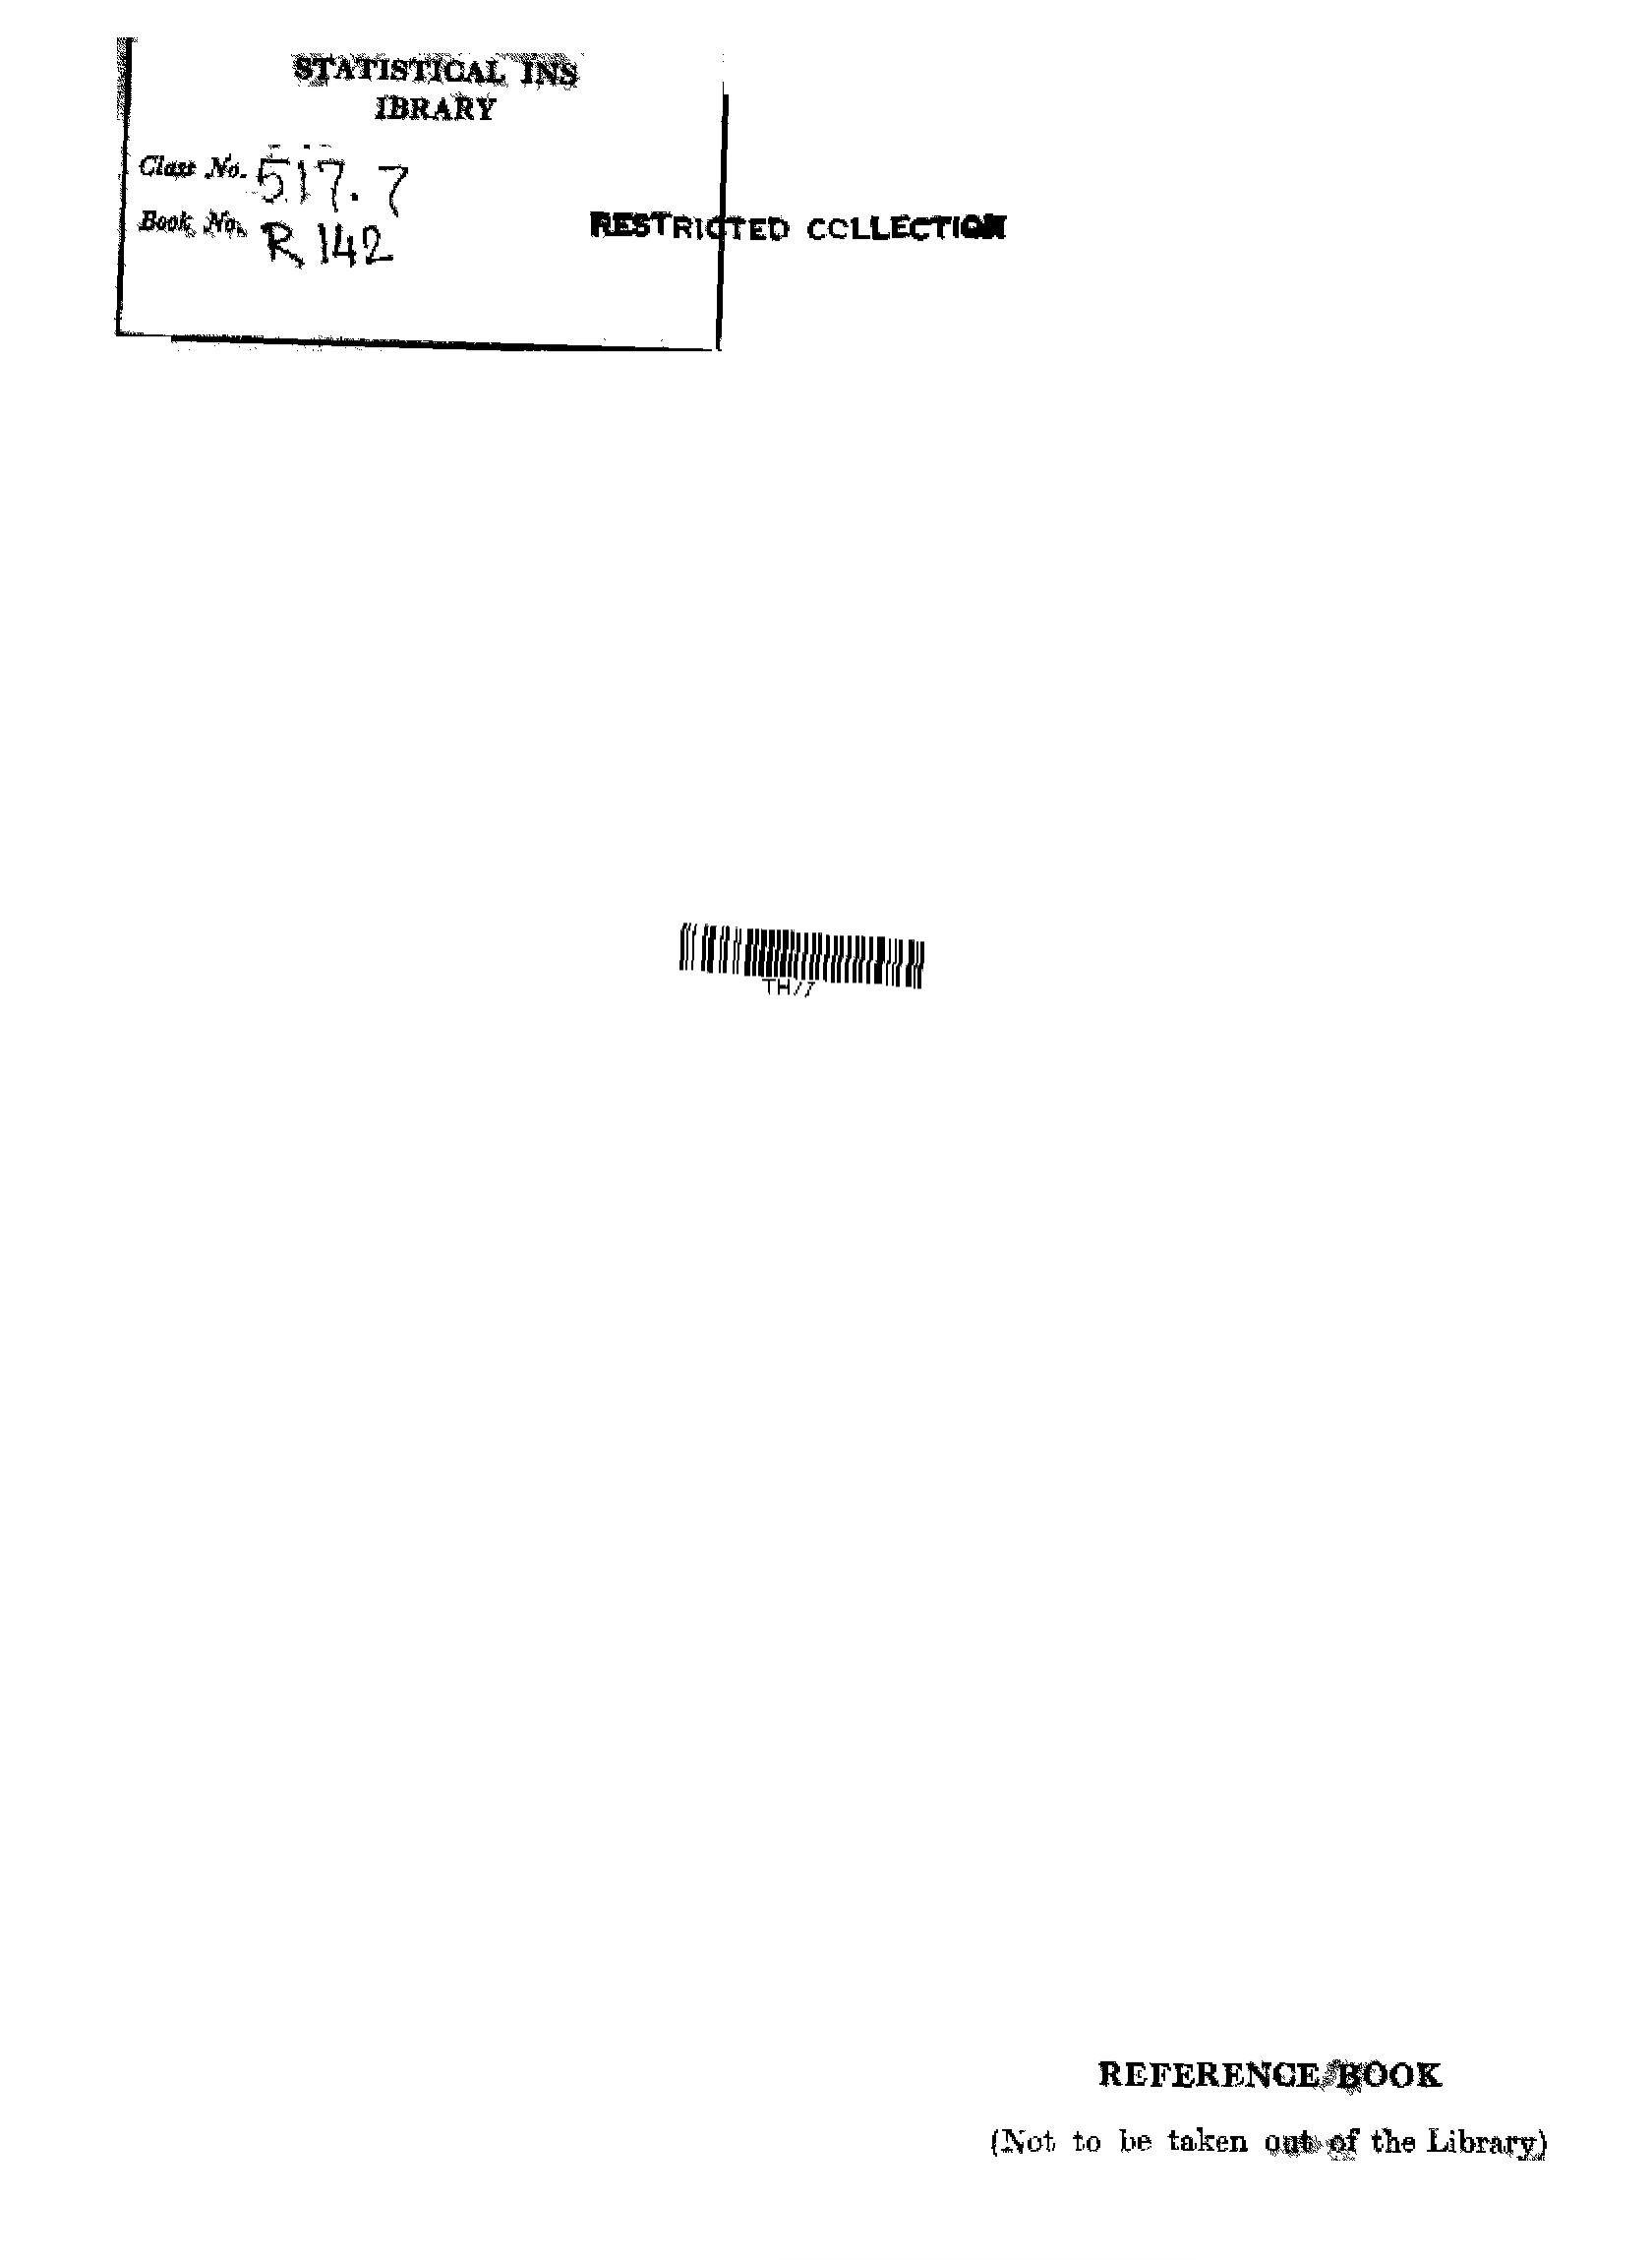 STATISTICAL INS
IBRARY
Class No. 517.7
Book No. R 142
RESTRICTED COLLECTION
TH77
REFERENCE BOOK
(Not to be taken out of the Library)